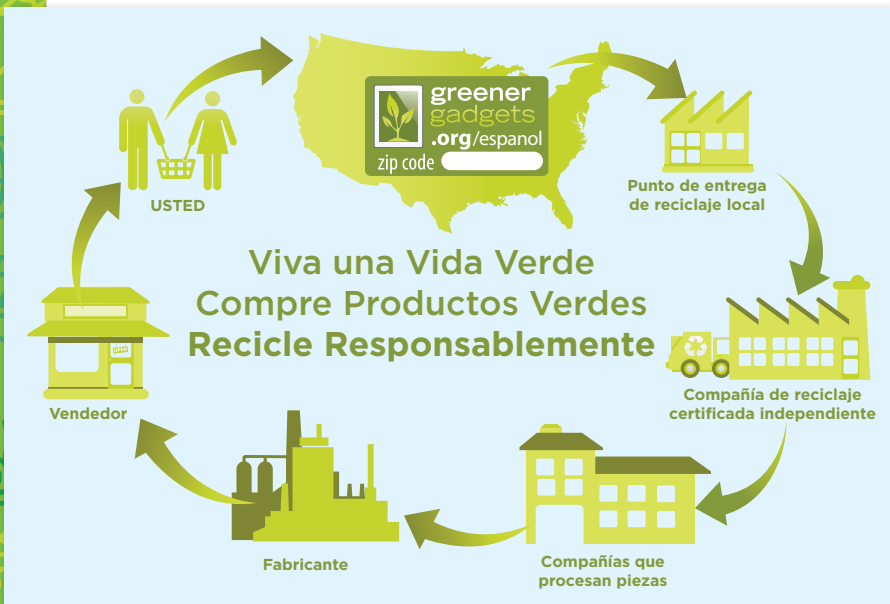 greener
gadgets
.org/espanol
zip code
USTED
Punto de entrega
de reciclaje local
Viva una Vida Verde
Compre Productos Verdes
Recicle Responsablemente
Vendedor
OPEN
Compañía de reciclaje
certificada independiente
Fabricante
Compañías que
procesan piezas